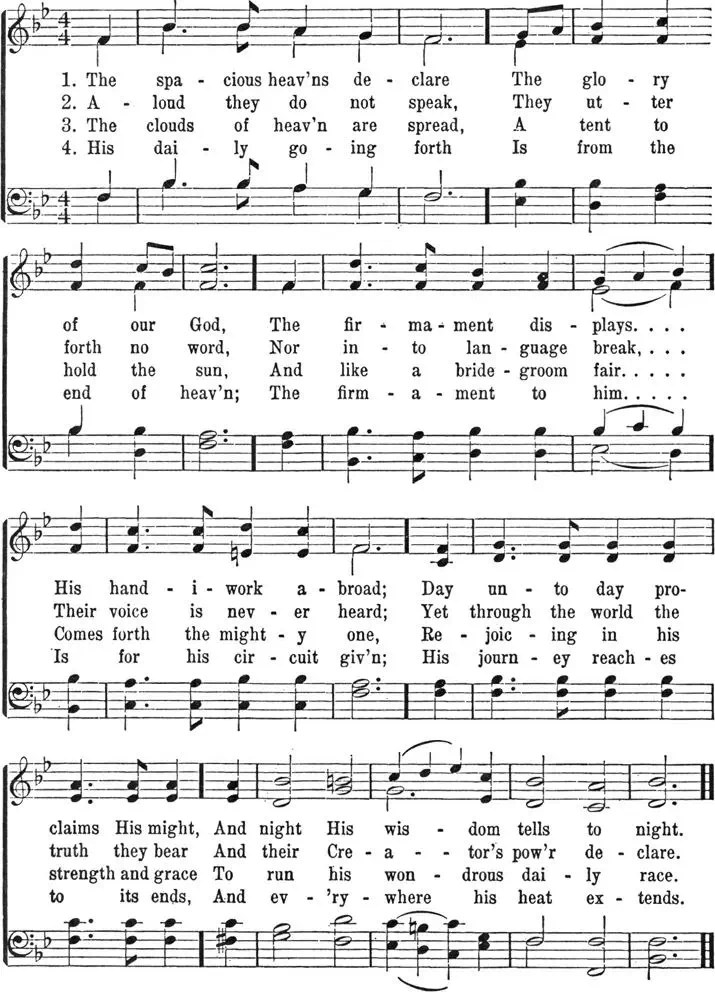 4
4
1. The spa - cious heav'ns de - clare The glo - ry
2. A - loud they do not speak, They ut - ter
3. The clouds of heav'n are spread, A tent to
4. His dai - ly go - ing forth Is from the
4
4
of our God, The fir - ma - ment dis - plays. . . . .
forth no word, Nor in - to lan - guage break, . . . .
hold the sun, And like a bride - groom fair. . . . . .
end of heav'n; The firm - a - ment to him. . . . . .
His hand - i - work a - broad; Day un - to day pro-
Their voice is nev - er heard; Yet through the world the
Comes forth the might - y one, Re - joic - ing in his
Is for his cir - cuit giv'n; His jour - ney reach - es
claims His might, And night His wis - dom tells to night.
truth they bear And their Cre - a - tor's pow'r de - clare.
strength and grace To run his won - drous dai - ly race.
to its ends, And ev - 'ry - where his heat ex - tends.